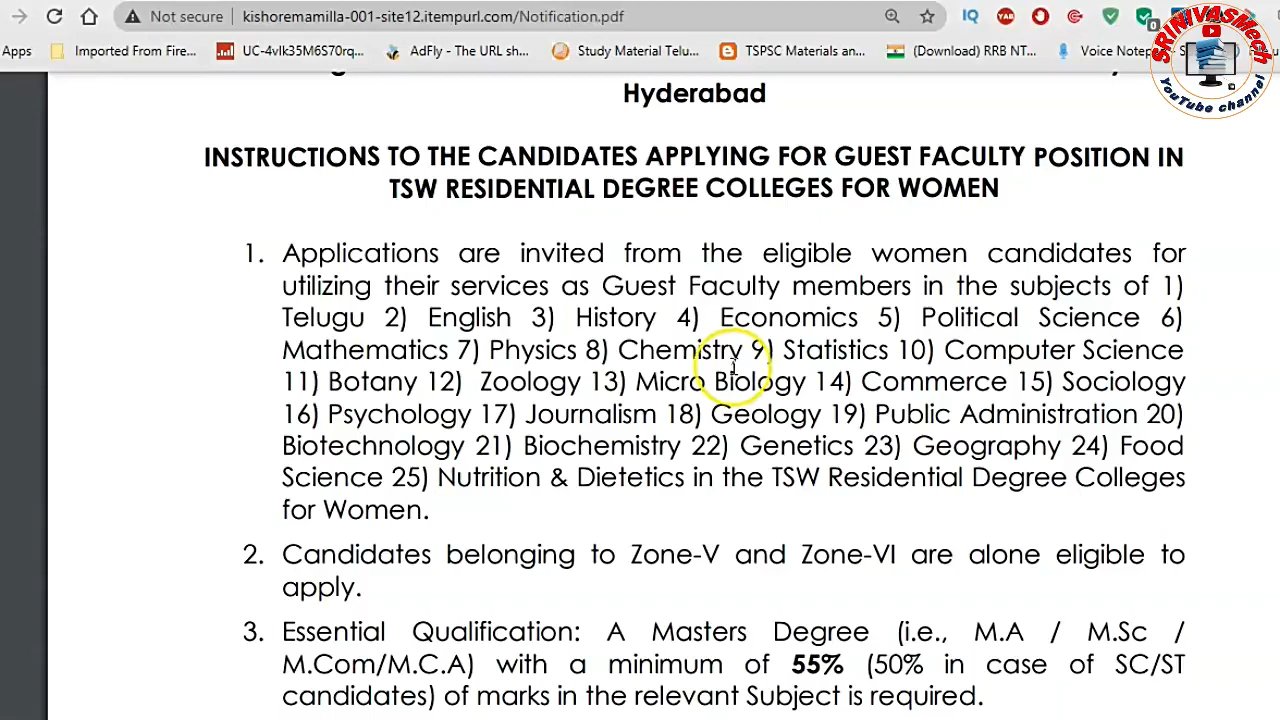 Not secure | kishoremamilla-001-site12.itempurl.com/Notification.pdf
Apps Imported From Fire... UC-4vlk35M6S70rq... AdFly - The URL sh... Study Material Telu... TSPSC Materials an... (Download) RRB NT... Voice Notep
SRINIVASMech
YouTube channel
Hyderabad
INSTRUCTIONS TO THE CANDIDATES APPLYING FOR GUEST FACULTY POSITION IN
TSW RESIDENTIAL DEGREE COLLEGES FOR WOMEN
1. Applications are invited from the eligible women candidates for
utilizing their services as Guest Faculty members in the subjects of 1)
Telugu 2) English 3) History 4) Economics 5) Political Science 6)
Mathematics 7) Physics 8) Chemistry 9) Statistics 10) Computer Science
11) Botany 12) Zoology 13) Micro Biology 14) Commerce 15) Sociology
16) Psychology 17) Journalism 18) Geology 19) Public Administration 20)
Biotechnology 21) Biochemistry 22) Genetics 23) Geography 24) Food
Science 25) Nutrition & Dietetics in the TSW Residential Degree Colleges
for Women.
2. Candidates belonging to Zone-V and Zone-VI are alone eligible to
apply.
3. Essential Qualification: A Masters Degree (i.e., M.A / M.Sc /
M.Com/M.C.A) with a minimum of 55% (50% in case of SC/ST
candidates) of marks in the relevant Subject is required.